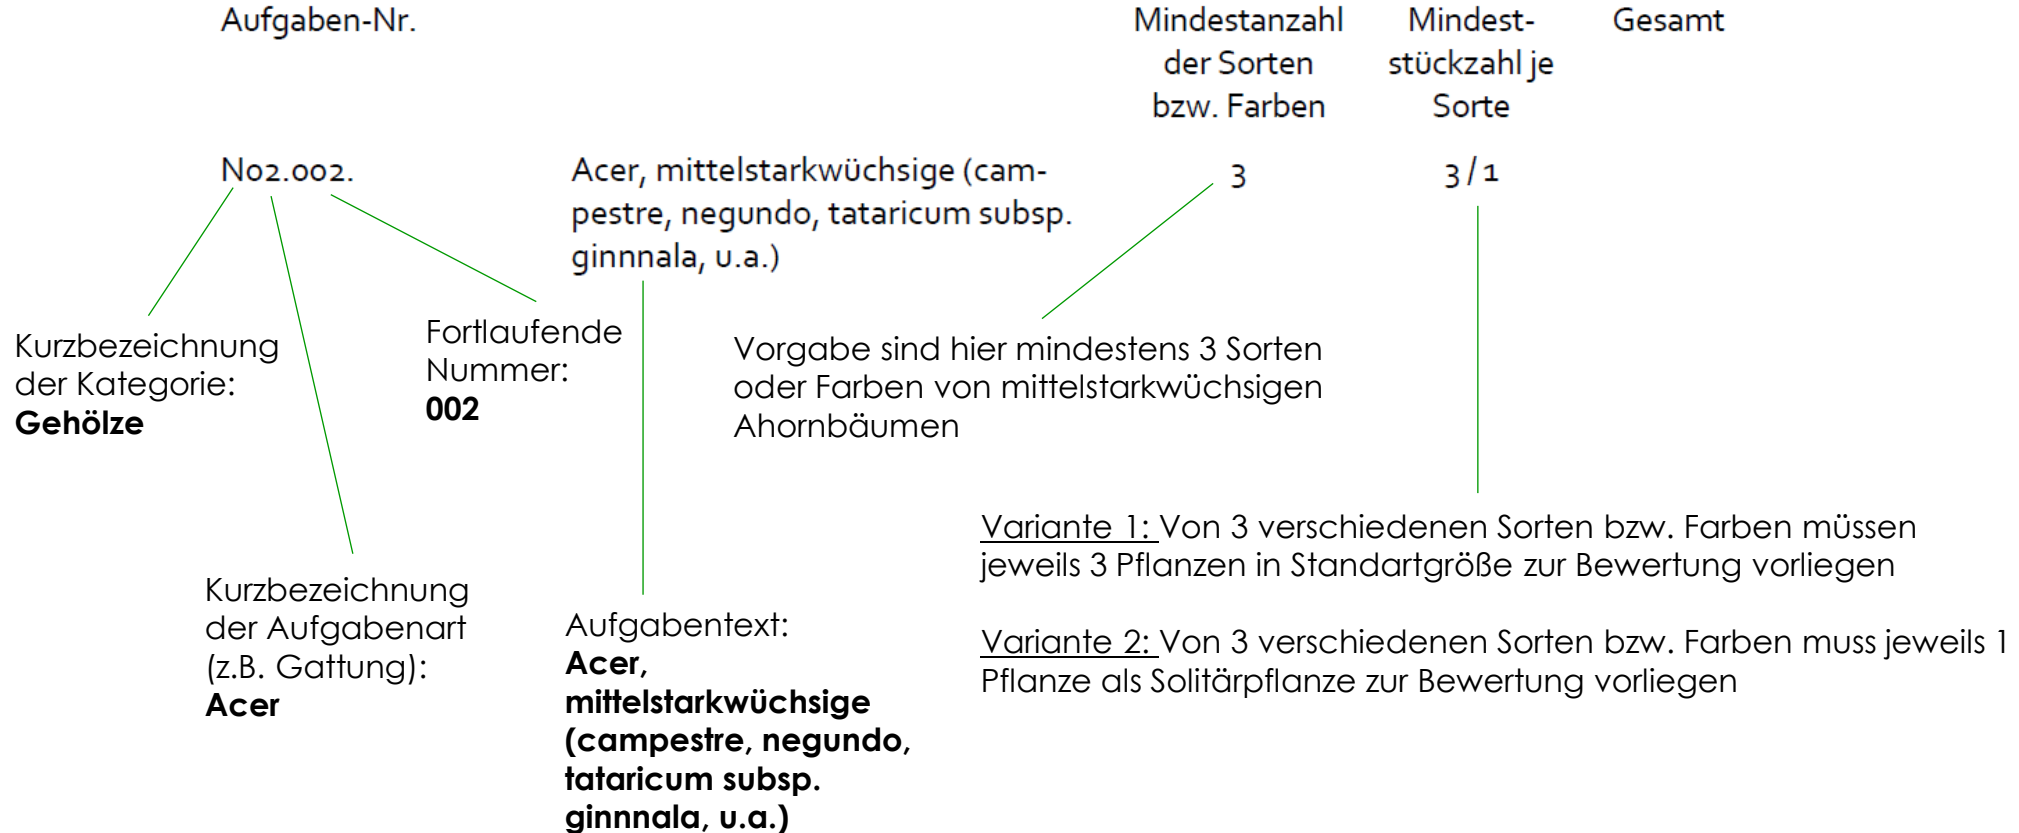 Aufgaben-Nr.
Mindestanzahl
der Sorten
bzw. Farben
Mindest-
stückzahl je
Sorte
Gesamt
N02.002.
Acer, mittelstarkwüchsige (cam-
pestre, negundo, tataricum subsp.
ginnnala, u.a.)
3
3 / 1
Kurzbezeichnung
der Kategorie:
Gehölze
Fortlaufende
Nummer:
002
Vorgabe sind hier mindestens 3 Sorten
oder Farben von mittelstarkwüchsigen
Ahornbäumen
Kurzbezeichnung
der Aufgabenart
(z.B. Gattung):
Acer
Aufgabentext:
Acer,
mittelstarkwüchsige
(campestre, negundo,
tataricum subsp.
ginnnala, u.a.)
Variante 1: Von 3 verschiedenen Sorten bzw. Farben müssen
jeweils 3 Pflanzen in Standartgröße zur Bewertung vorliegen
Variante 2: Von 3 verschiedenen Sorten bzw. Farben muss jeweils 1
Pflanze als Solitärpflanze zur Bewertung vorliegen